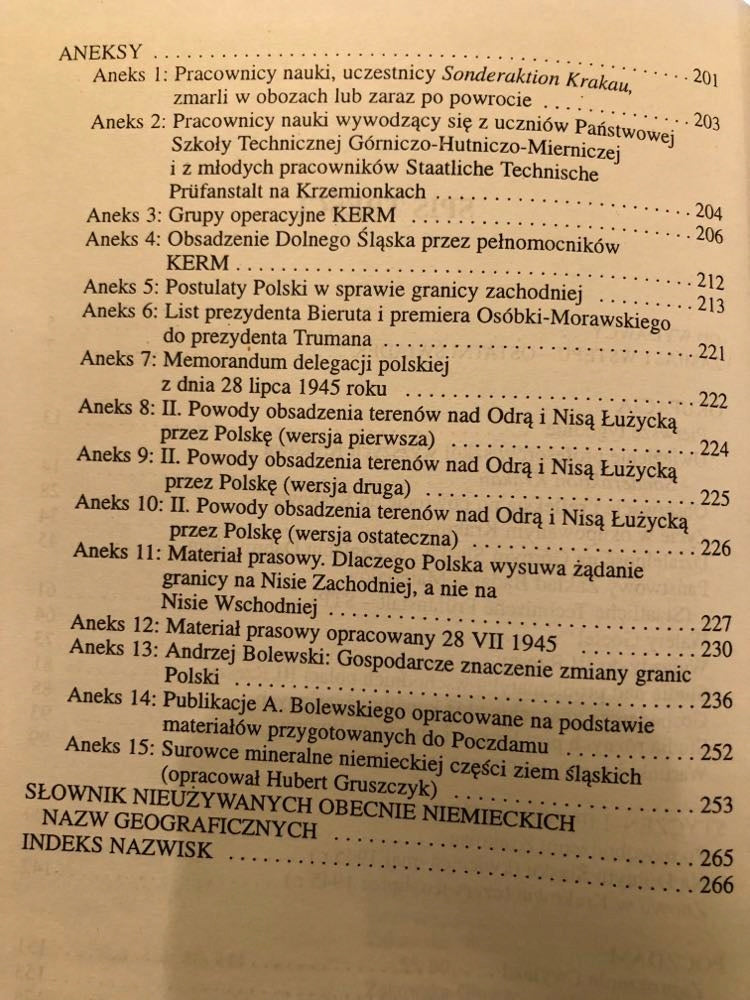 ANEKSY . . . . . . . . . . . . . . . . . . . . . . . . . . . . . . 201
Aneks 1: Pracownicy nauki, uczestnicy Sonderaktion Krakau,
zmarli w obozach lub zaraz po powrocie . . . . . . . . . . 203
Aneks 2: Pracownicy nauki wywodzący się z uczniów Państwowej
Szkoły Technicznej Górniczo-Hutniczo-Mierniczej
i z młodych pracowników Staatliche Technische
Prüfanstalt na Krzemionkach . . . . . . . . . . . . . . . 204
Aneks 3: Grupy operacyjne KERM . . . . . . . . . . . . . . . 206
Aneks 4: Obsadzenie Dolnego Śląska przez pełnomocników
KERM . . . . . . . . . . . . . . . . . . . . . . . . . . . 212
Aneks 5: Postulaty Polski w sprawie granicy zachodniej . . . . . . 213
Aneks 6: List prezydenta Bieruta i premiera Osóbki-Morawskiego
do prezydenta Trumana . . . . . . . . . . . . . . . . . . 221
Aneks 7: Memorandum delegacji polskiej
z dnia 28 lipca 1945 roku . . . . . . . . . . . . . . . . . 222
Aneks 8: II. Powody obsadzenia terenów nad Odrą i Nisą Łużycką
przez Polskę (wersja pierwsza) . . . . . . . . . . . . . . 224
Aneks 9: II. Powody obsadzenia terenów nad Odrą i Nisą Łużycką
przez Polskę (wersja druga) . . . . . . . . . . . . . . . . 225
Aneks 10: II. Powody obsadzenia terenów nad Odrą i Nisą Łużycką
przez Polskę (wersja ostateczna) . . . . . . . . . . . . . 226
Aneks 11: Materiał prasowy. Dlaczego Polska wysuwa żądanie
granicy na Nisie Zachodniej, a nie na
Nisie Wschodniej . . . . . . . . . . . . . . . . . . . . . 227
Aneks 12: Materiał prasowy opracowany 28 VII 1945 . . . . . . . 230
Aneks 13: Andrzej Bolewski: Gospodarcze znaczenie zmiany granic
Polski . . . . . . . . . . . . . . . . . . . . . . . . . . 236
Aneks 14: Publikacje A. Bolewskiego opracowane na podstawie
materiałów przygotowanych do Poczdamu . . . . . . . . 252
Aneks 15: Surowce mineralne niemieckiej części ziem śląskich
(opracował Hubert Gruszczyk) . . . . . . . . . . . . . . 253
SŁOWNIK NIEUŻYWANYCH OBECNIE NIEMIECKICH
NAZW GEOGRAFICZNYCH . . . . . . . . . . . . . . . . . . . 265
INDEKS NAZWISK . . . . . . . . . . . . . . . . . . . . . . . . 266